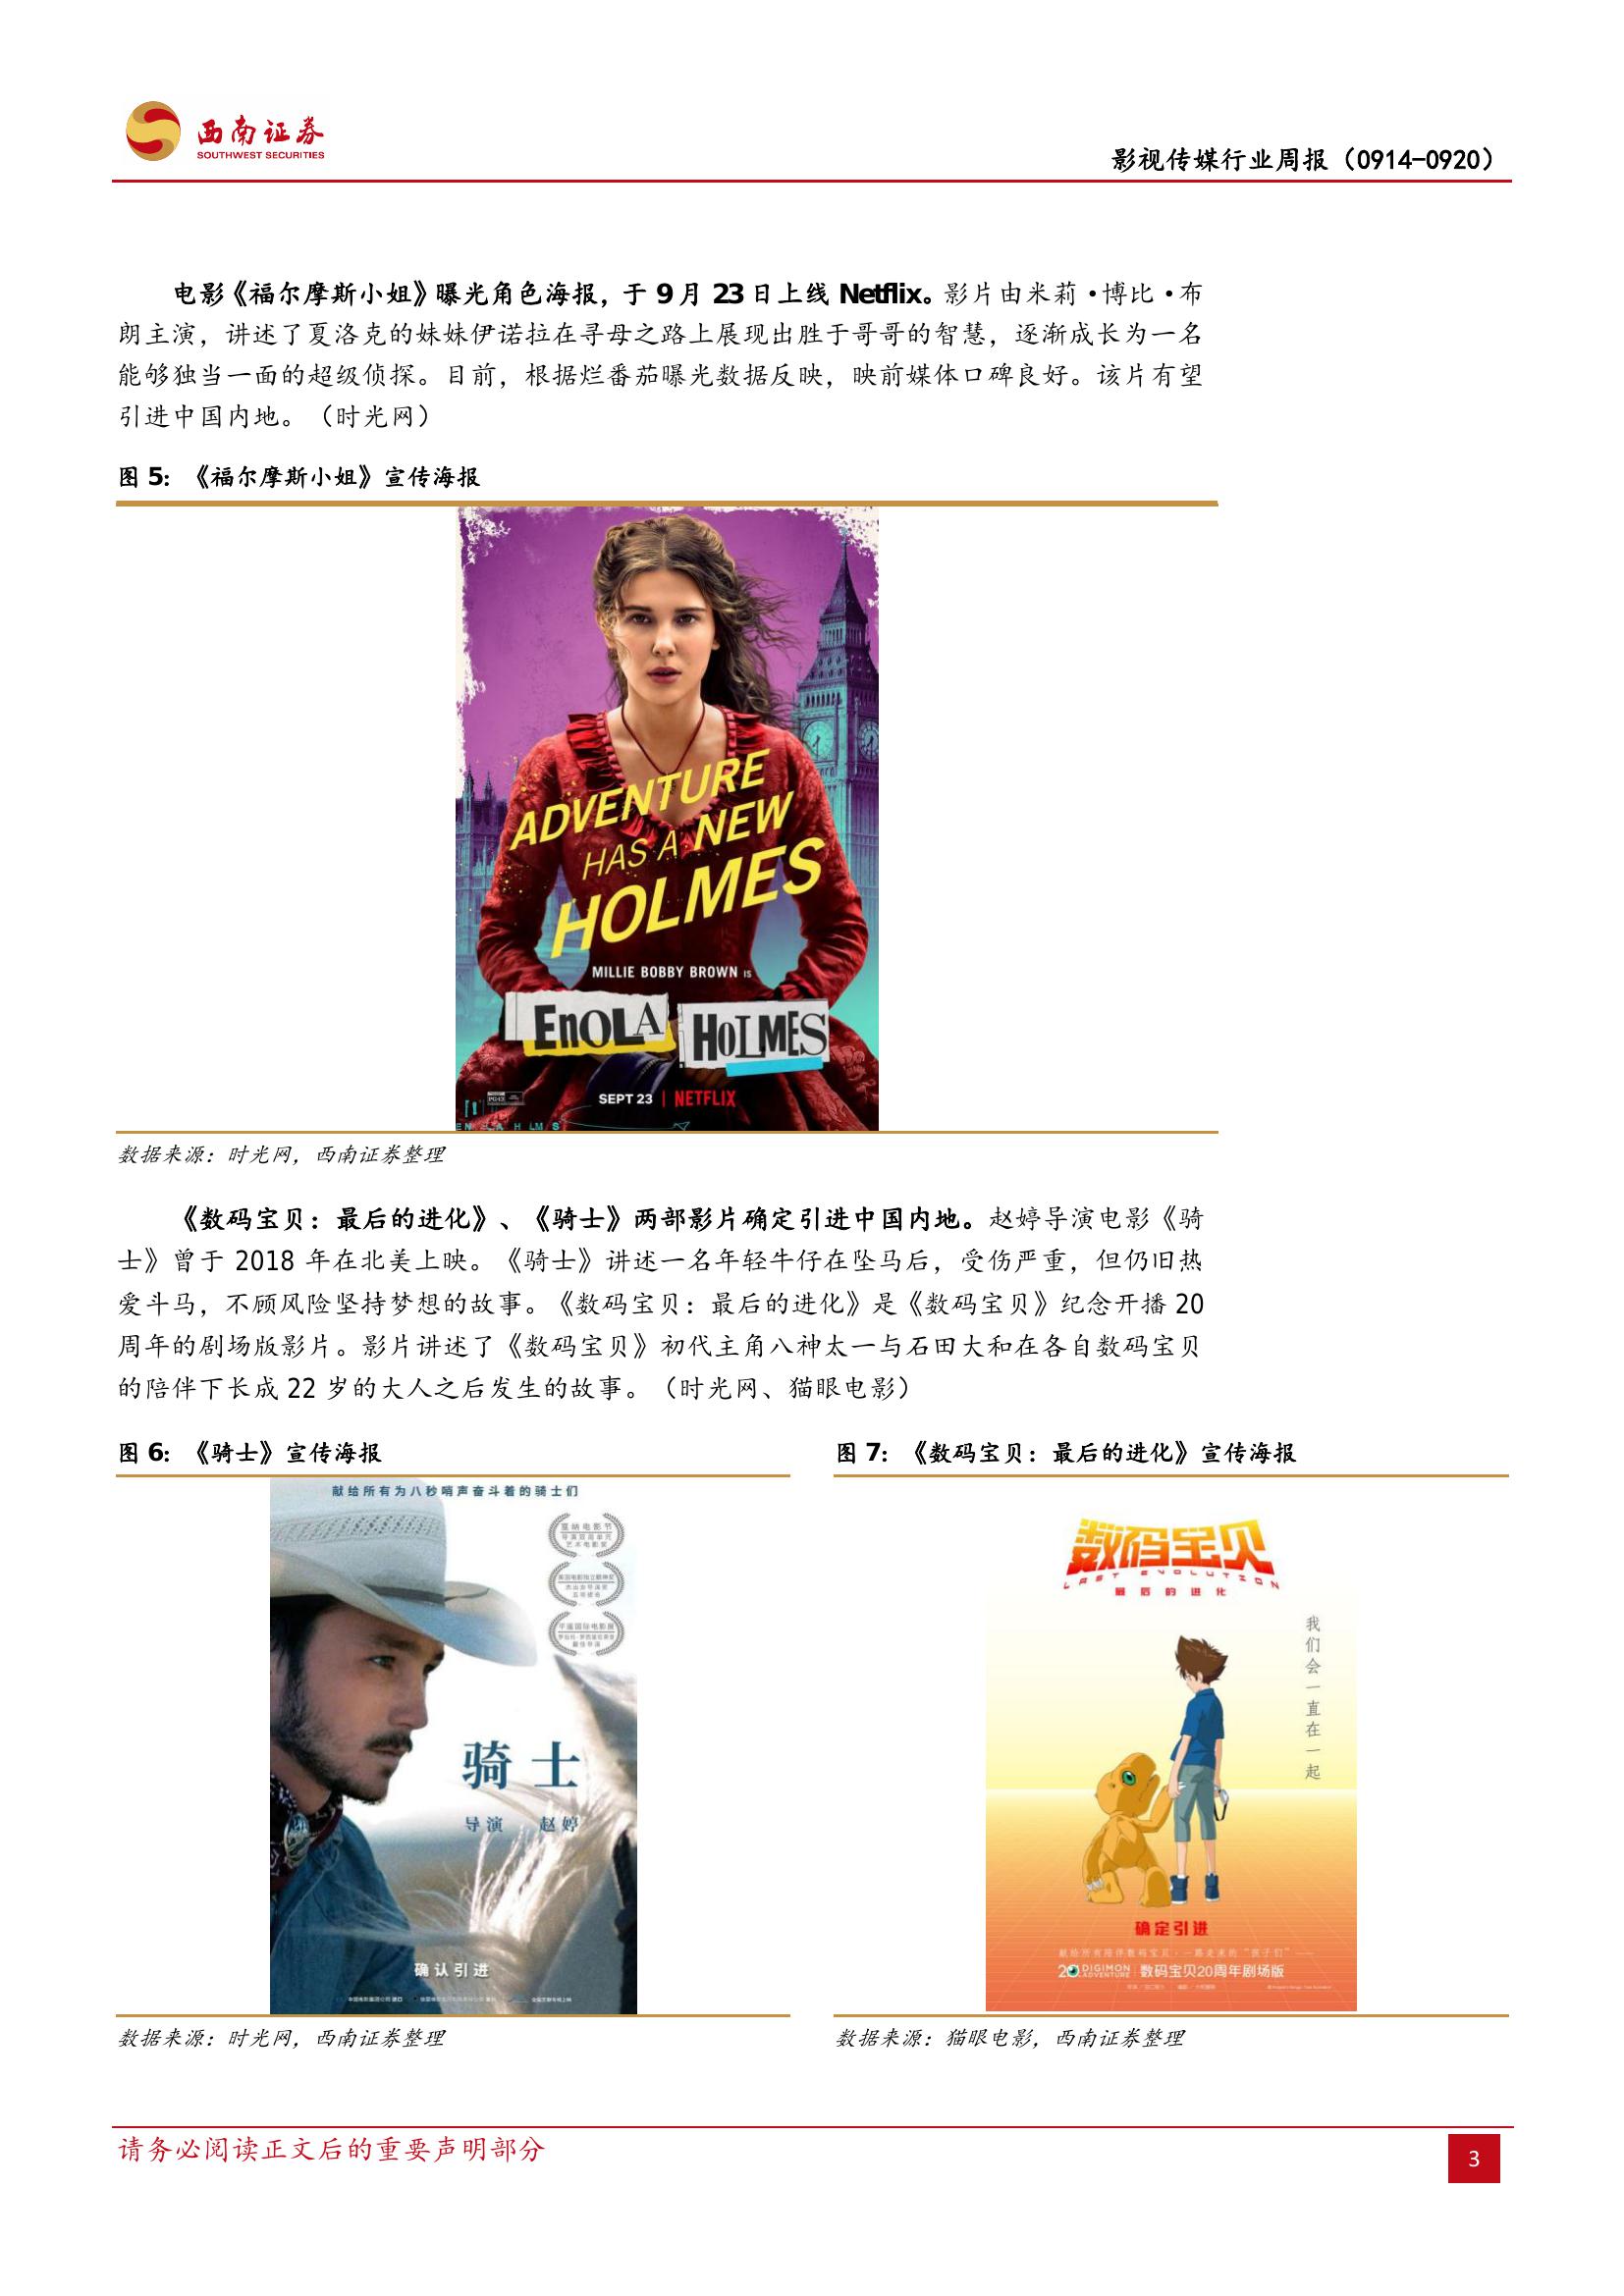 西南证券
SOUTHWEST SECURITIES
影视传媒行业周报（0914-0920）
电影《福尔摩斯小姐》曝光角色海报，于 9 月 23 日上线 Netflix。影片由米莉·博比·布
朗主演，讲述了夏洛克的妹妹伊诺拉在寻母之路上展现出胜于哥哥的智慧，逐渐成长为一名
能够独当一面的超级侦探。目前，根据烂番茄曝光数据反映，映前媒体口碑良好。该片有望
引进中国内地。（时光网）
图 5：《福尔摩斯小姐》宣传海报
ADVENTURE
HAS A NEW
HOLMES
MILLIE BOBBY BROWN IS
EnOLA HoLMES
SEPT 23 | NETFLIX
数据来源：时光网，西南证券整理
《数码宝贝：最后的进化》、《骑士》两部影片确定引进中国内地。赵婷导演电影《骑
士》曾于 2018 年在北美上映。《骑士》讲述一名年轻牛仔在坠马后，受伤严重，但仍旧热
爱斗马，不顾风险坚持梦想的故事。《数码宝贝：最后的进化》是《数码宝贝》纪念开播 20
周年的剧场版影片。影片讲述了《数码宝贝》初代主角八神太一与石田大和在各自数码宝贝
的陪伴下长成 22 岁的大人之后发生的故事。（时光网、猫眼电影）
图 6：《骑士》宣传海报
献给所有为八秒哨声奋斗着的骑士们
骑士
导演 赵婷
确认引进
数据来源：时光网，西南证券整理
图 7：《数码宝贝：最后的进化》宣传海报
数码宝贝
LAST EVOLUTION
最后的进化
我们会一直在一起
确定引进
献给所有陪伴数码宝贝，一路走来的“孩子们”
20 DIGIMON ADVENTURE 数码宝贝20周年剧场版
数据来源：猫眼电影，西南证券整理
请务必阅读正文后的重要声明部分
3